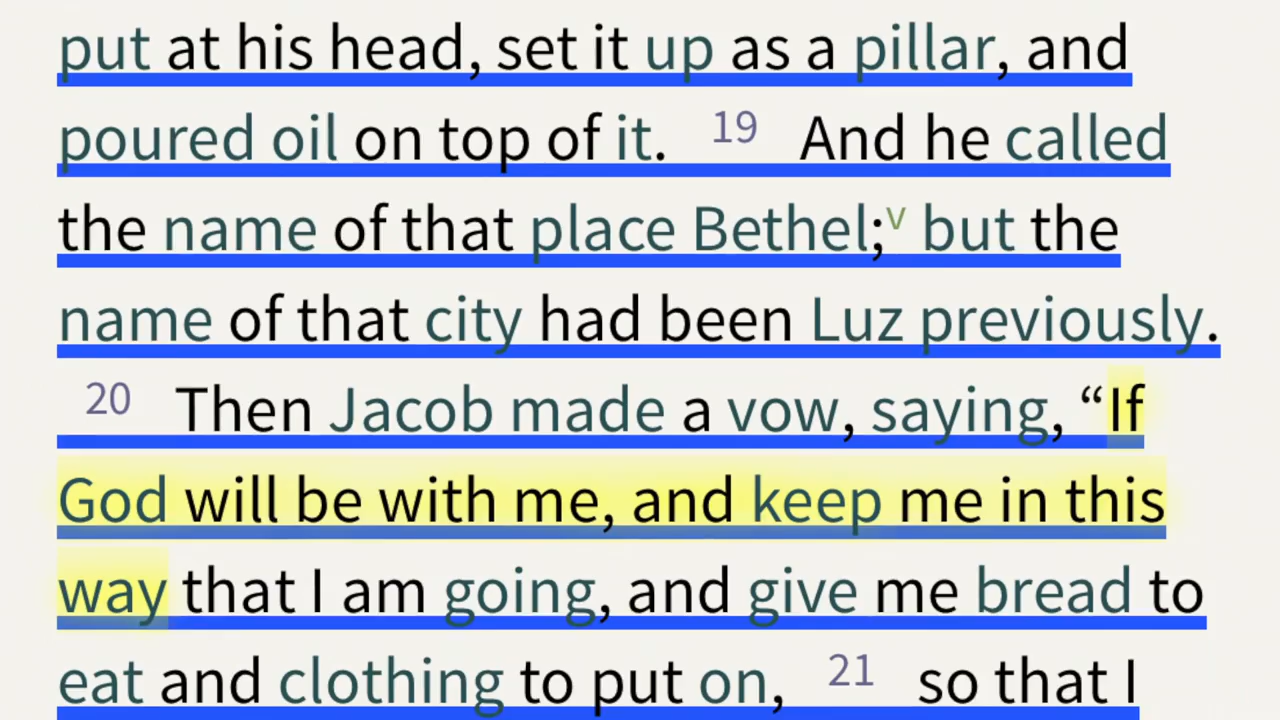 put at his head, set it up as a pillar, and
poured oil on top of it. 19 And he called
the name of that place Bethel;v but the
name of that city had been Luz previously.
20 Then Jacob made a vow, saying, “If
God will be with me, and keep me in this
way that I am going, and give me bread to
eat and clothing to put on, 21 so that I